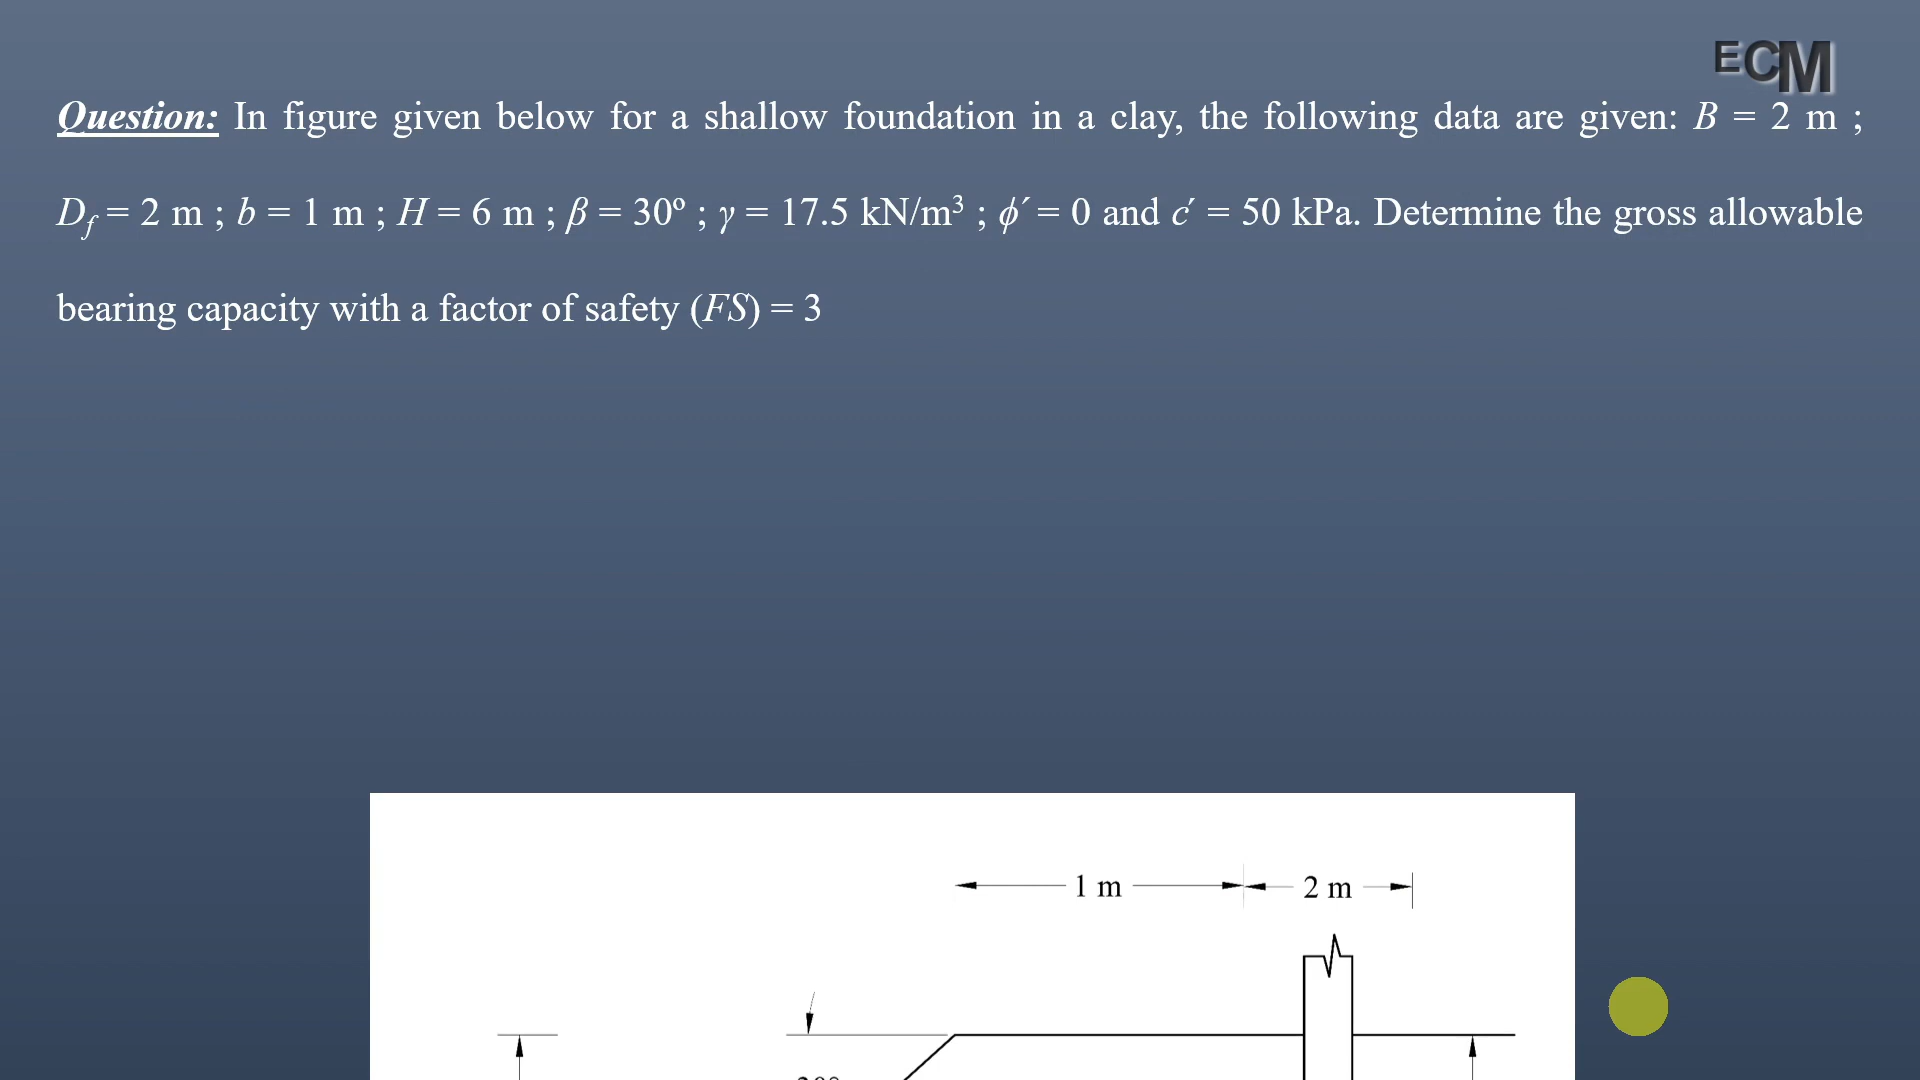 ECM
Question: In figure given below for a shallow foundation in a clay, the following data are given: B = 2 m ;
D_f = 2 m ; b = 1 m ; H = 6 m ; β = 30º ; γ = 17.5 kN/m³ ; ϕ′ = 0 and c′ = 50 kPa. Determine the gross allowable
bearing capacity with a factor of safety (FS) = 3
1 m 2 m